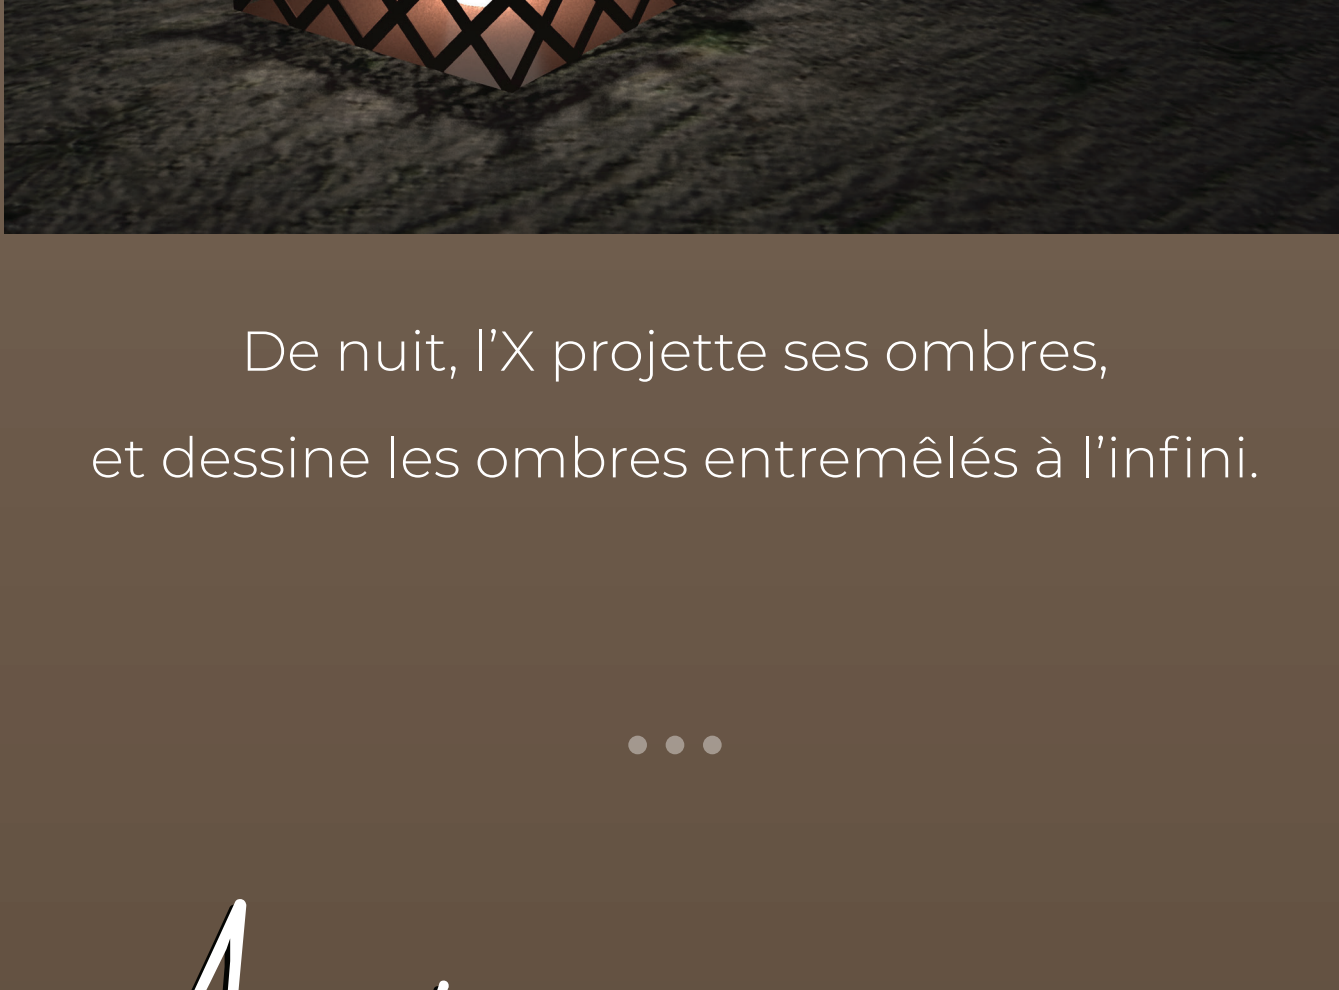 De nuit, l’X projette ses ombres,
et dessine les ombres entremêlés à l’infini.